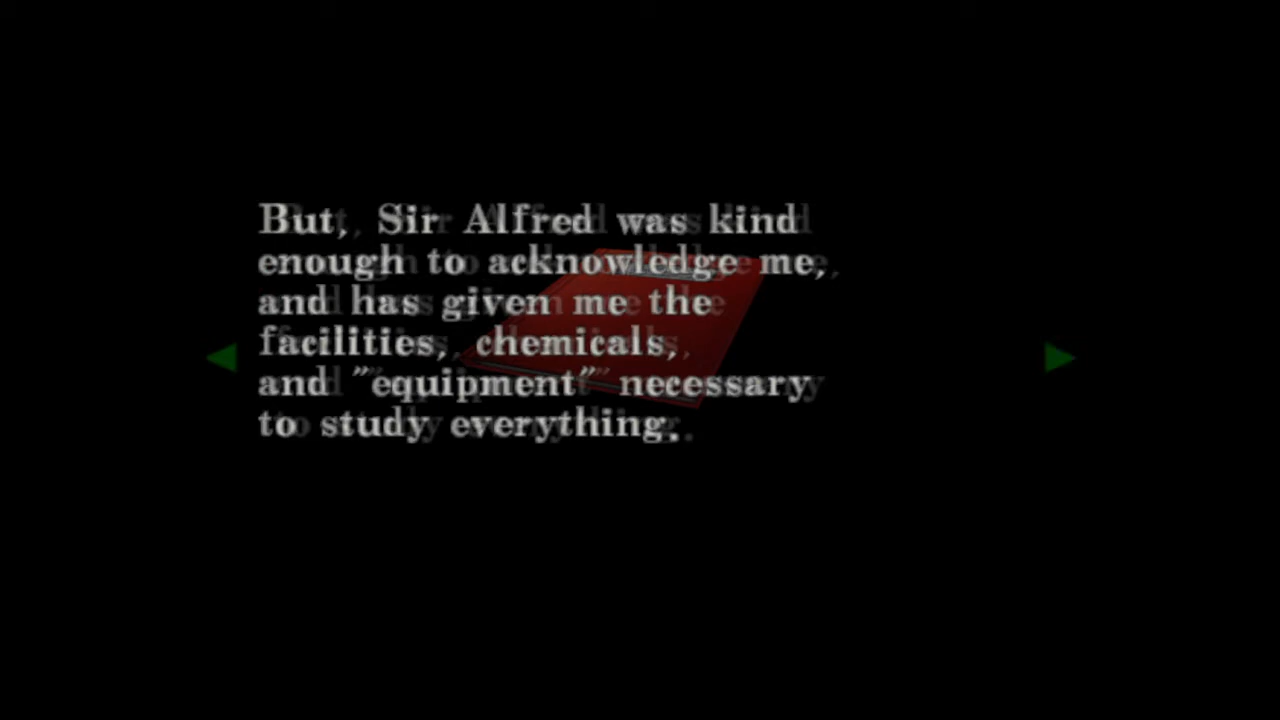 But, Sir Alfred was kind
enough to acknowledge me,
and has given me the
facilities, chemicals,
and "equipment" necessary
to study everything.